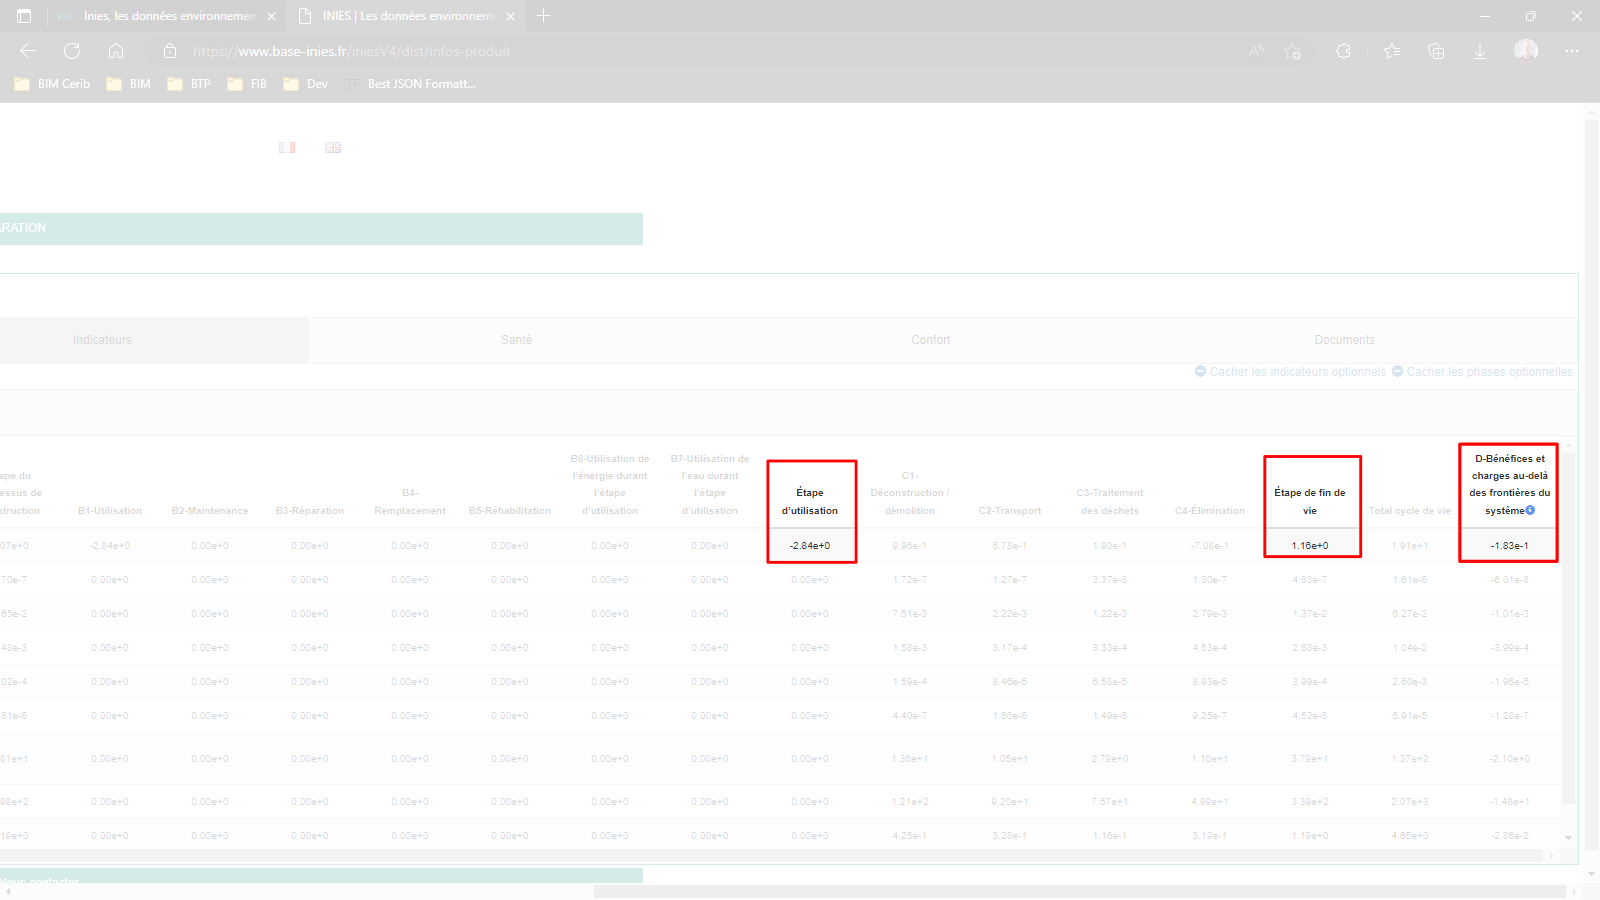 Inies, les données environnemen
INIES | Les données environnem
https://www.base-inies.fr/iniesV4/dist/infos-produit
BIM Cerib BIM BTP FIB Dev JF Best JSON Formatt...
ARATION
Indicateurs Santé Confort Documents
Cacher les indicateurs optionnels Cacher les phases optionnelles
B6-Utilisation de B7-Utilisation de D-Bénéfices et
ape du l'énergie durant l'eau durant C1- C3-Traitement charges au-delà
essus de B4- l'étape l'étape Étape Déconstruction / des déchets Étape de fin de des frontières du
struction B1-Utilisation B2-Maintenance B3-Réparation Remplacement B5-Réhabilitation d'utilisation d'utilisation d'utilisation démolition C2-Transport C4-Élimination vie Total cycle de vie système
07e+0 -2.84e+0 0.00e+0 0.00e+0 0.00e+0 0.00e+0 0.00e+0 0.00e+0 -2.84e+0 9.96e-1 6.78e-1 1.90e-1 -7.08e-1 1.16e+0 1.91e+1 -1.83e-1
70e-7 0.00e+0 0.00e+0 0.00e+0 0.00e+0 0.00e+0 0.00e+0 0.00e+0 0.00e+0 1.72e-7 1.27e-7 3.37e-8 1.30e-7 4.63e-7 1.61e-6 -6.01e-8
65e-2 0.00e+0 0.00e+0 0.00e+0 0.00e+0 0.00e+0 0.00e+0 0.00e+0 0.00e+0 7.51e-3 2.22e-3 1.22e-3 2.79e-3 1.37e-2 6.27e-2 -1.01e-3
48e-3 0.00e+0 0.00e+0 0.00e+0 0.00e+0 0.00e+0 0.00e+0 0.00e+0 0.00e+0 1.58e-3 3.17e-4 3.33e-4 4.53e-4 2.68e-3 1.04e-2 -3.99e-4
02e-4 0.00e+0 0.00e+0 0.00e+0 0.00e+0 0.00e+0 0.00e+0 0.00e+0 0.00e+0 1.59e-4 8.46e-5 6.58e-5 8.93e-5 3.99e-4 2.60e-3 -1.96e-5
81e-6 0.00e+0 0.00e+0 0.00e+0 0.00e+0 0.00e+0 0.00e+0 0.00e+0 0.00e+0 4.40e-7 1.66e-6 1.49e-6 9.25e-7 4.52e-6 5.91e-5 -1.28e-7
81e+1 0.00e+0 0.00e+0 0.00e+0 0.00e+0 0.00e+0 0.00e+0 0.00e+0 0.00e+0 1.36e+1 1.05e+1 2.79e+0 1.10e+1 3.79e+1 1.37e+2 -2.10e+0
98e+2 0.00e+0 0.00e+0 0.00e+0 0.00e+0 0.00e+0 0.00e+0 0.00e+0 0.00e+0 1.21e+2 9.20e+1 7.67e+1 4.99e+1 3.39e+2 2.07e+3 -1.48e+1
19e+0 0.00e+0 0.00e+0 0.00e+0 0.00e+0 0.00e+0 0.00e+0 0.00e+0 0.00e+0 4.25e-1 3.28e-1 1.16e-1 3.19e-1 1.19e+0 4.65e+0 -2.86e-2
Nous contacter